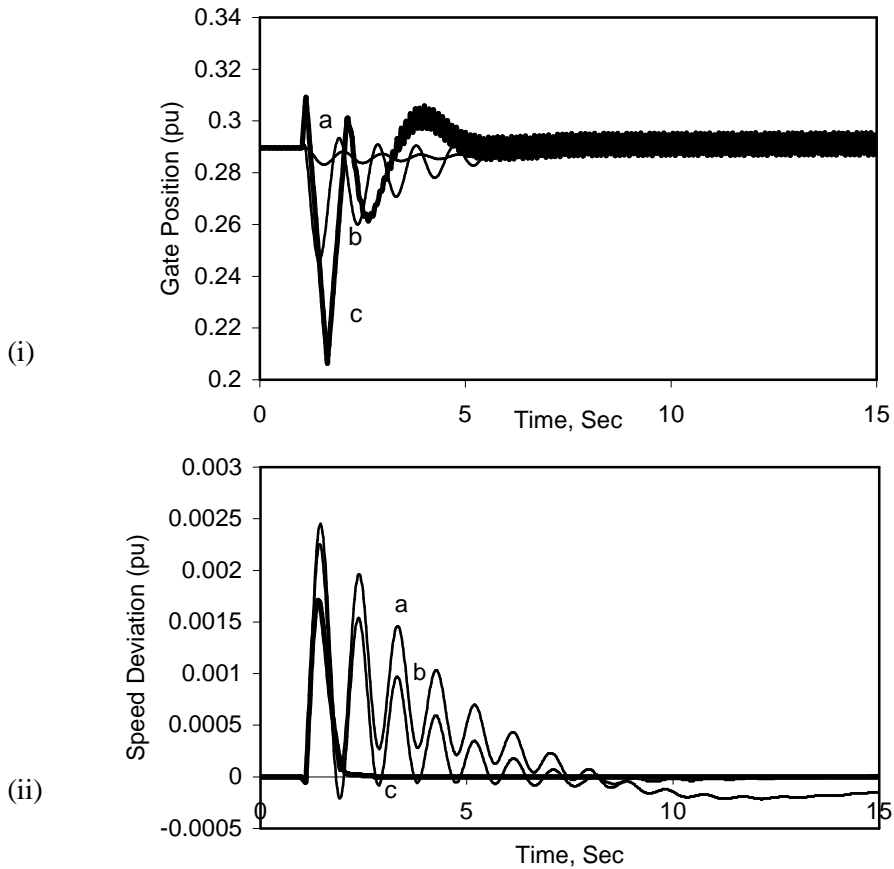 (i)
Gate Position (pu)
0.34
0.32
0.3
0.28
0.26
0.24
0.22
0.2
a
b
c
0 5 10 15
Time, Sec
(ii)
Speed Deviation (pu)
0.003
0.0025
0.002
0.0015
0.001
0.0005
0
-0.0005
a
b
c
0 5 10 15
Time, Sec